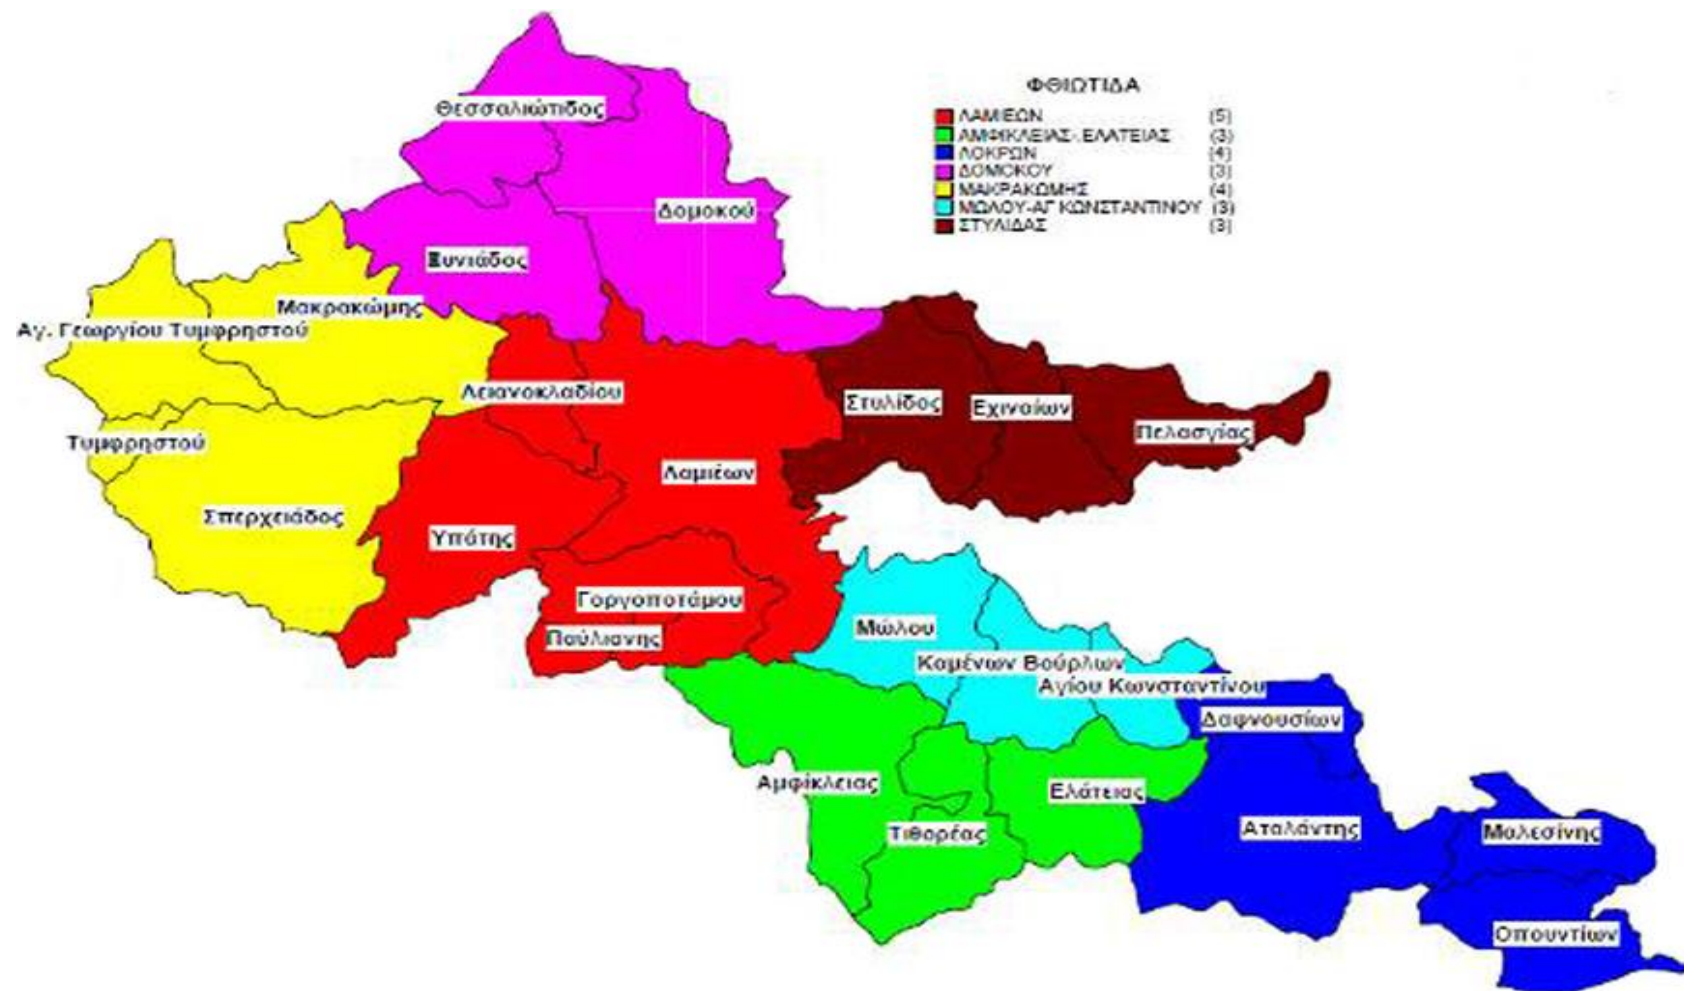 ΦΘΙΩΤΙΔΑ
ΛΑΜΙΕΩΝ (5)
ΑΜΦΙΚΛΕΙΑΣ-.ΕΛΑΤΕΙΑΣ (3)
ΛΟΚΡΩΝ (4)
ΔΟΜΟΚΟΥ (3)
ΜΑΚΡΑΚΩΜΗΣ (4)
ΜΩΛΟΥ-ΑΓ ΚΩΝΣΤΑΝΤΙΝΟΥ (3)
ΣΤΥΛΙΔΑΣ (3)
Θεσσαλιώτιδος
Δομοκού
Ξυνιάδος
Μακρακώμης
Αγ. Γεωργίου Τυμφρηστού
Λειανοκλαδίου
Στυλίδος
Εχιναίων
Πελασγίας
Τυμφρηστού
Λαμιέων
Σπερχειάδος
Υπάτης
Γοργοποτάμου
Παύλιανης
Μώλου
Καμένων Βούρλων
Αγίου Κωνσταντίνου
Δαφνουσίων
Αμφίκλειας
Ελάτειας
Τιθορέας
Αταλάντης
Μαλεσίνης
Οπουντίων